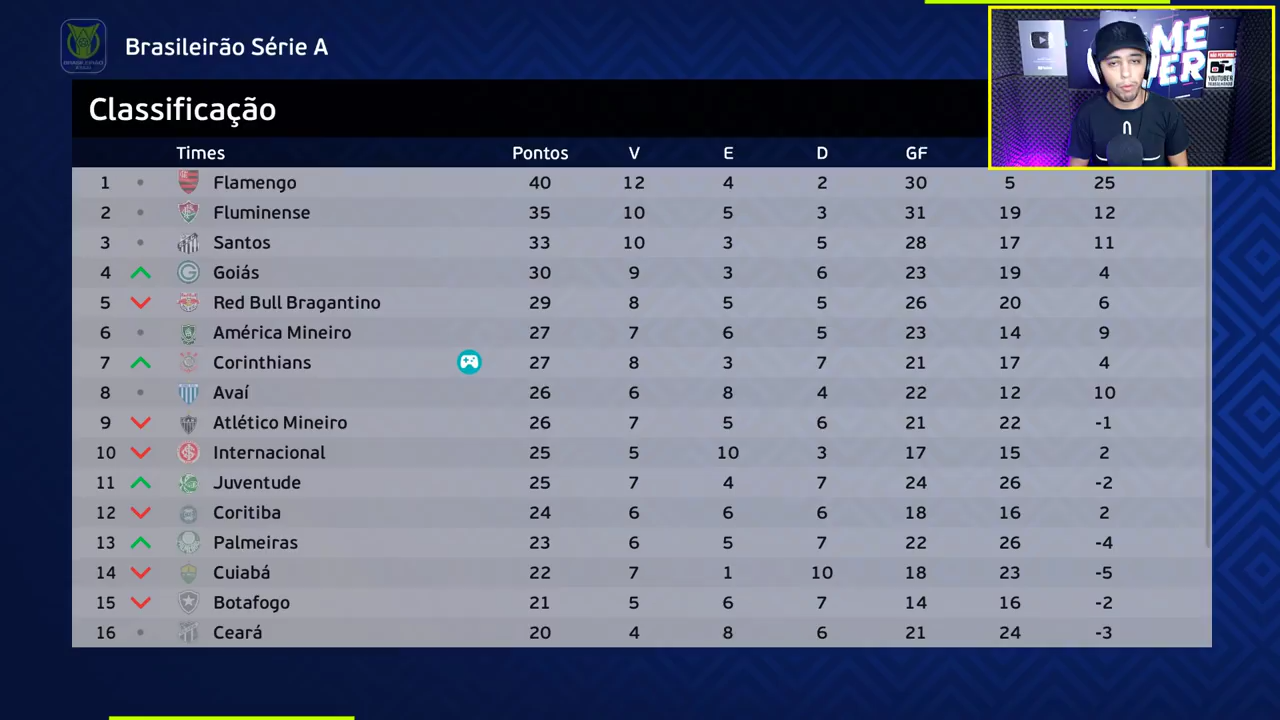 Brasileirão Série A
Classificação
Times Pontos V E D GF
1 Flamengo 40 12 4 2 30 5 25
2 Fluminense 35 10 5 3 31 19 12
3 Santos 33 10 3 5 28 17 11
4 Goiás 30 9 3 6 23 19 4
5 Red Bull Bragantino 29 8 5 5 26 20 6
6 América Mineiro 27 7 6 5 23 14 9
7 Corinthians 27 8 3 7 21 17 4
8 Avaí 26 6 8 4 22 12 10
9 Atlético Mineiro 26 7 5 6 21 22 -1
10 Internacional 25 5 10 3 17 15 2
11 Juventude 25 7 4 7 24 26 -2
12 Coritiba 24 6 6 6 18 16 2
13 Palmeiras 23 6 5 7 22 26 -4
14 Cuiabá 22 7 1 10 18 23 -5
15 Botafogo 21 5 6 7 14 16 -2
16 Ceará 20 4 8 6 21 24 -3